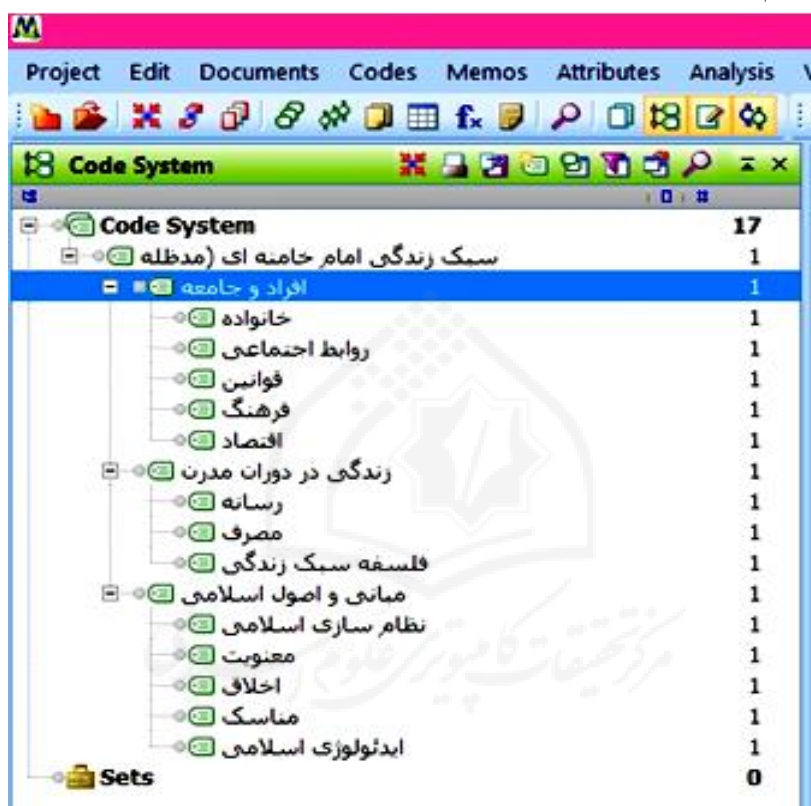 Project Edit Documents Codes Memos Attributes Analysis
Code System
Code System 17
سبک زندگی امام خامنه ای (مدظله 1
افراد و جامعه 1
خانواده 1
روابط اجتماعی 1
قوانین 1
فرهنگ 1
اقتصاد 1
زندگی در دوران مدرن 1
رسانه 1
مصرف 1
فلسفه سبک زندگی 1
مبانی و اصول اسلامی 1
نظام سازی اسلامی 1
معنویت 1
اخلاق 1
مناسک 1
ایدئولوژی اسلامی 1
Sets 0